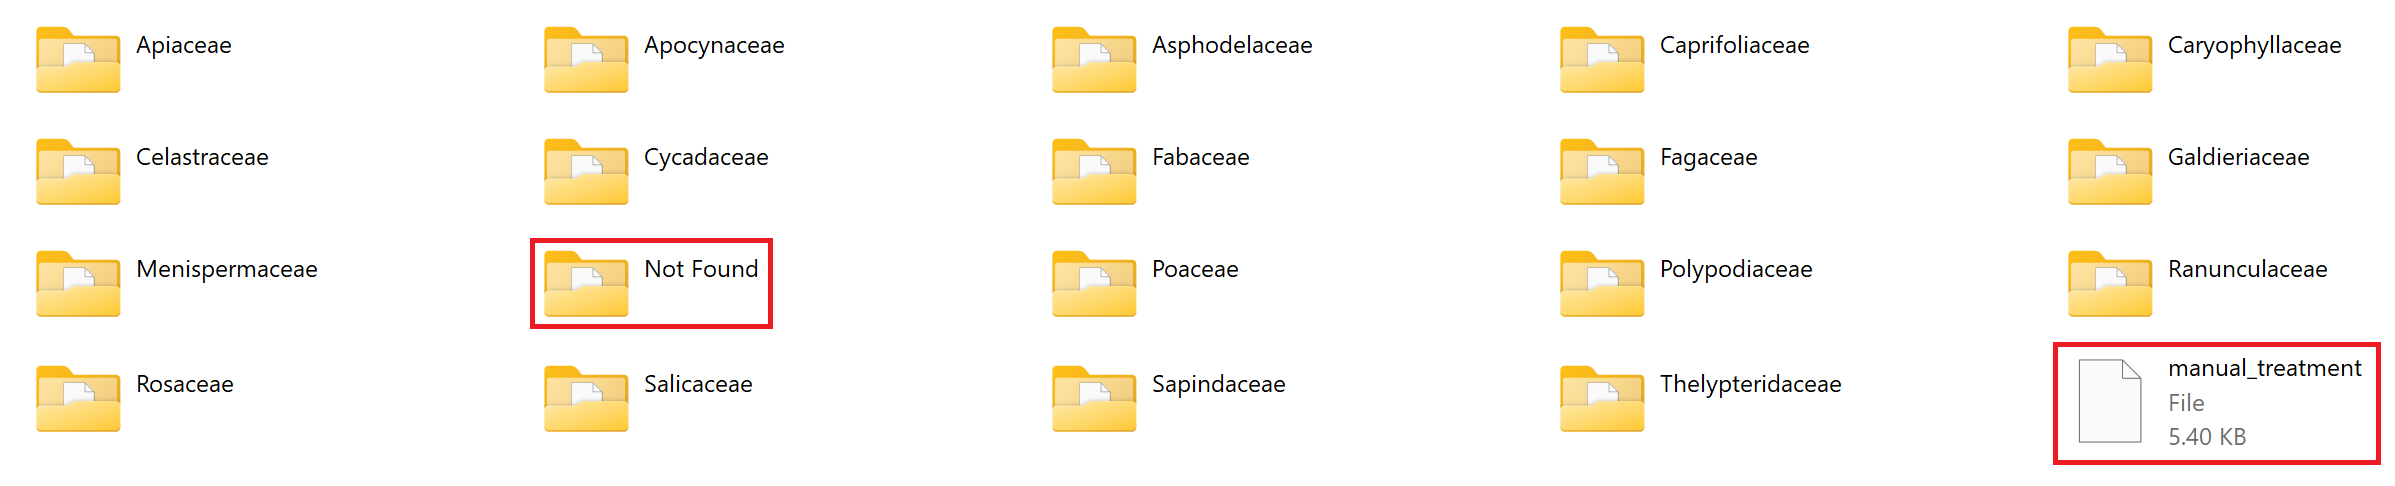 Apiaceae
Apocynaceae
Asphodelaceae
Caprifoliaceae
Caryophyllaceae
Celastraceae
Cycadaceae
Fabaceae
Fagaceae
Galdieriaceae
Menispermaceae
Not Found
Poaceae
Polypodiaceae
Ranunculaceae
Rosaceae
Salicaceae
Sapindaceae
Thelypteridaceae
manual_treatment
File
5.40 KB